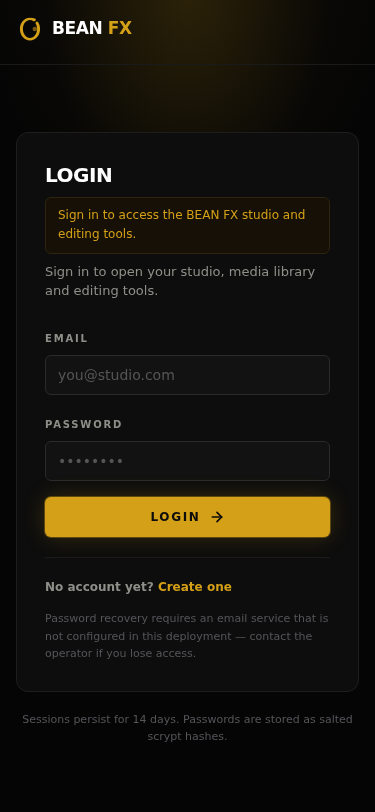 BEAN FX
LOGIN
Sign in to access the BEAN FX studio and
editing tools.
Sign in to open your studio, media library
and editing tools.
EMAIL
you@studio.com
PASSWORD
••••••••
LOGIN →
No account yet? Create one
Password recovery requires an email service that is
not configured in this deployment — contact the
operator if you lose access.
Sessions persist for 14 days. Passwords are stored as salted
scrypt hashes.